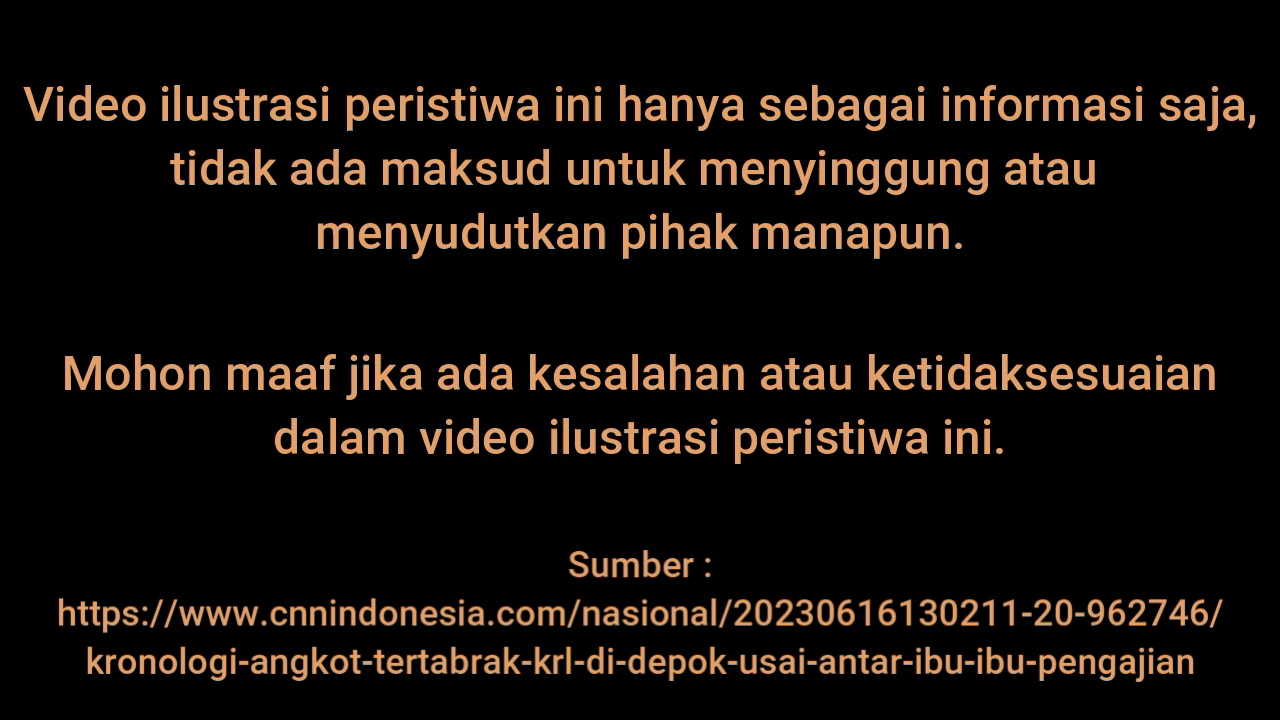 Video ilustrasi peristiwa ini hanya sebagai informasi saja,
tidak ada maksud untuk menyinggung atau
menyudutkan pihak manapun.
Mohon maaf jika ada kesalahan atau ketidaksesuaian
dalam video ilustrasi peristiwa ini.
Sumber :
https://www.cnnindonesia.com/nasional/20230616130211-20-962746/
kronologi-angkot-tertabrak-krl-di-depok-usai-antar-ibu-ibu-pengajian